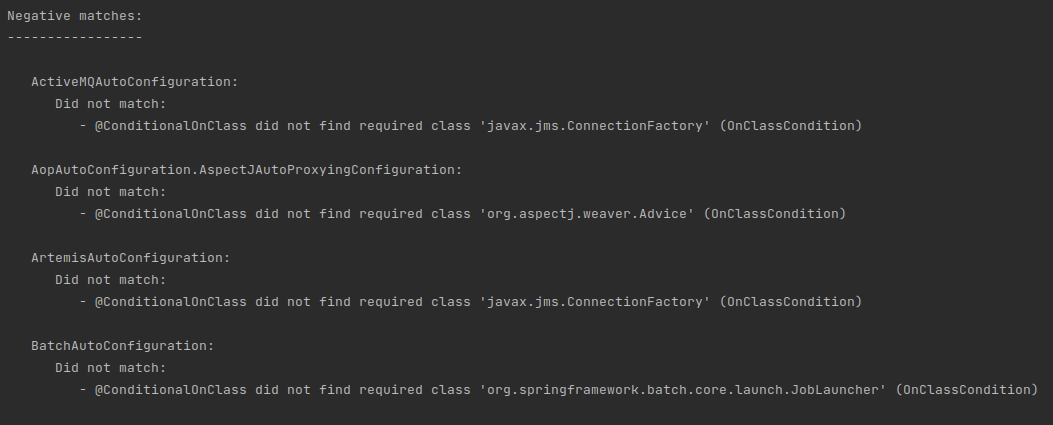 Negative matches:
-----------------
ActiveMQAutoConfiguration:
Did not match:
- @ConditionalOnClass did not find required class 'javax.jms.ConnectionFactory' (OnClassCondition)
AopAutoConfiguration.AspectJAutoProxyingConfiguration:
Did not match:
- @ConditionalOnClass did not find required class 'org.aspectj.weaver.Advice' (OnClassCondition)
ArtemisAutoConfiguration:
Did not match:
- @ConditionalOnClass did not find required class 'javax.jms.ConnectionFactory' (OnClassCondition)
BatchAutoConfiguration:
Did not match:
- @ConditionalOnClass did not find required class 'org.springframework.batch.core.launch.JobLauncher' (OnClassCondition)